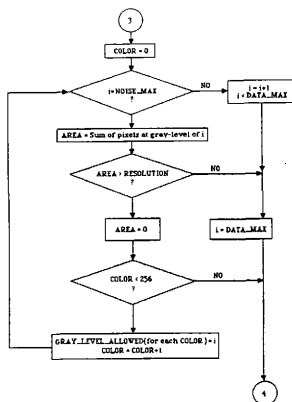 3
COLOR = 0
i=NOISE_MAX
?
NO
i = i+1
i < DATA_MAX
AREA = Sum of pixels at gray-level of i
AREA > RESOLUTION
?
NO
AREA = 0
i = DATA_MAX
COLOR < 256
?
NO
GRAY_LEVEL_ALLOWED(for each COLOR) = i
COLOR = COLOR+1
4